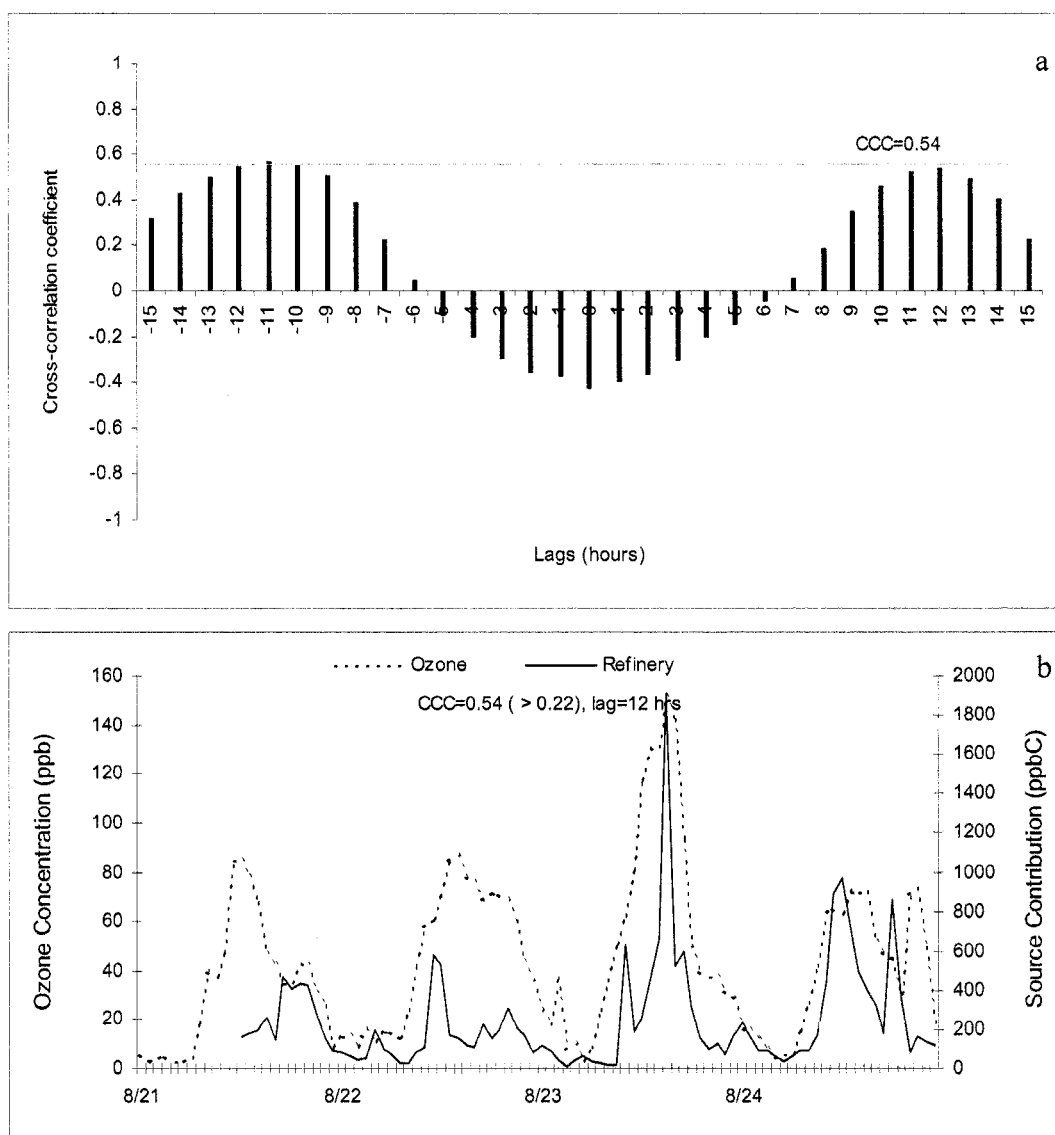 a
1
0.8
0.6
0.4
0.2
0
-0.2
-0.4
-0.6
-0.8
-1
Cross-correlation coefficient
CCC=0.54
-15 -14 -13 -12 -11 -10 -9 -8 -7 -6 -5 -4 -3 -2 -1 0 1 2 3 4 5 6 7 8 9 10 11 12 13 14 15
Lags (hours)
b
Ozone Refinery
CCC=0.54 ( > 0.22), lag=12 hrs
Ozone Concentration (ppb)
160
140
120
100
80
60
40
20
0
2000
1800
1600
1400
1200
1000
800
600
400
200
0
Source Contribution (ppbC)
8/21 8/22 8/23 8/24